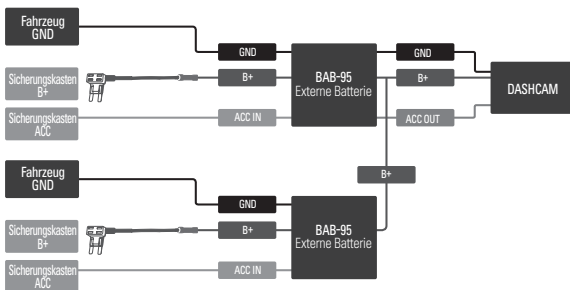 Fahrzeug
GND
GND
GND
Sicherungskasten
B+
B+
BAB-95
Externe Batterie
B+
DASHCAM
Sicherungskasten
ACC
ACC IN
ACC OUT
B+
Fahrzeug
GND
GND
Sicherungskasten
B+
B+
BAB-95
Externe Batterie
Sicherungskasten
ACC
ACC IN